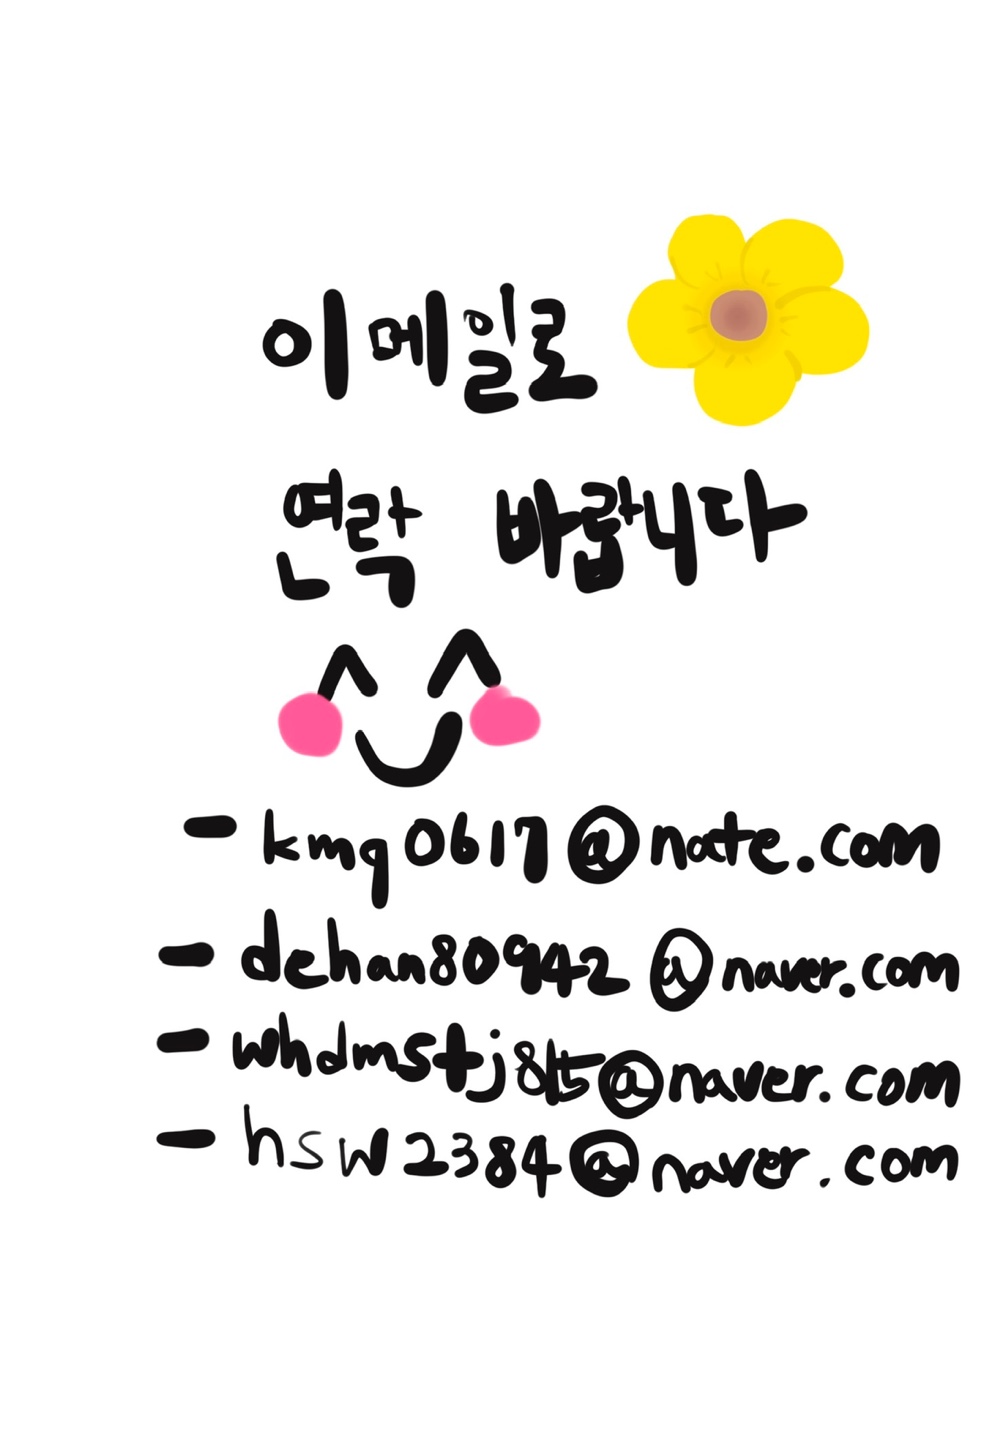 이메일로
연락 바랍니다
- kmq0617@nate.com
- dehan80942@naver.com
- whdmstj815@naver.com
- hsw2384@naver.com